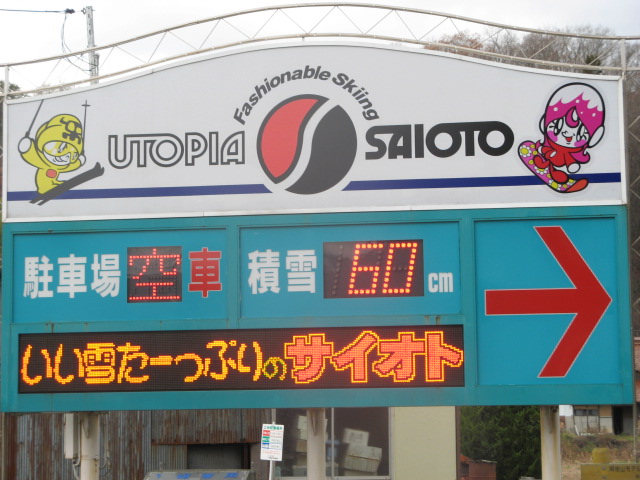 Fashionable Skiing
UTOPIA SAIOTO
駐車場 空車 積雪 60 cm
いい雪たーっぷりのサイオト